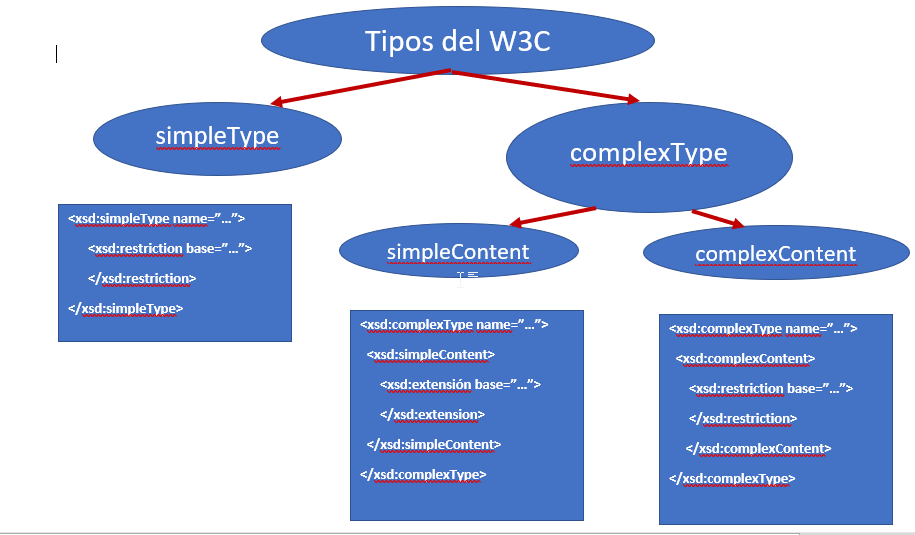 Tipos del W3C
simpleType
complexType
<xsd:simpleType name=”…”>
<xsd:restriction base=”…”>
</xsd:restriction>
</xsd:simpleType>
simpleContent
complexContent
<xsd:complexType name=”…”>
<xsd:simpleContent>
<xsd:extensión base=”…”>
</xsd:extension>
</xsd:simpleContent>
</xsd:complexType>
<xsd:complexType name=”…”>
<xsd:complexContent>
<xsd:restriction base=”…”>
</xsd:restriction>
</xsd:complexContent>
</xsd:complexType>